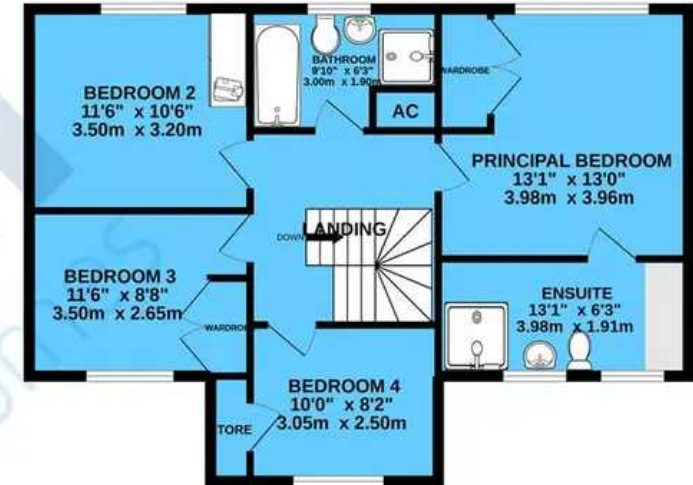 BEDROOM 2
11'6" x 10'6"
3.50m x 3.20m
BATHROOM
9'10" x 6'3"
3.00m x 1.90m
AC
WARDROBE
PRINCIPAL BEDROOM
13'1" x 13'0"
3.98m x 3.96m
LANDING
DOWN
BEDROOM 3
11'6" x 8'8"
3.50m x 2.65m
WARDROB
ENSUITE
13'1" x 6'3"
3.98m x 1.91m
BEDROOM 4
10'0" x 8'2"
3.05m x 2.50m
TORE